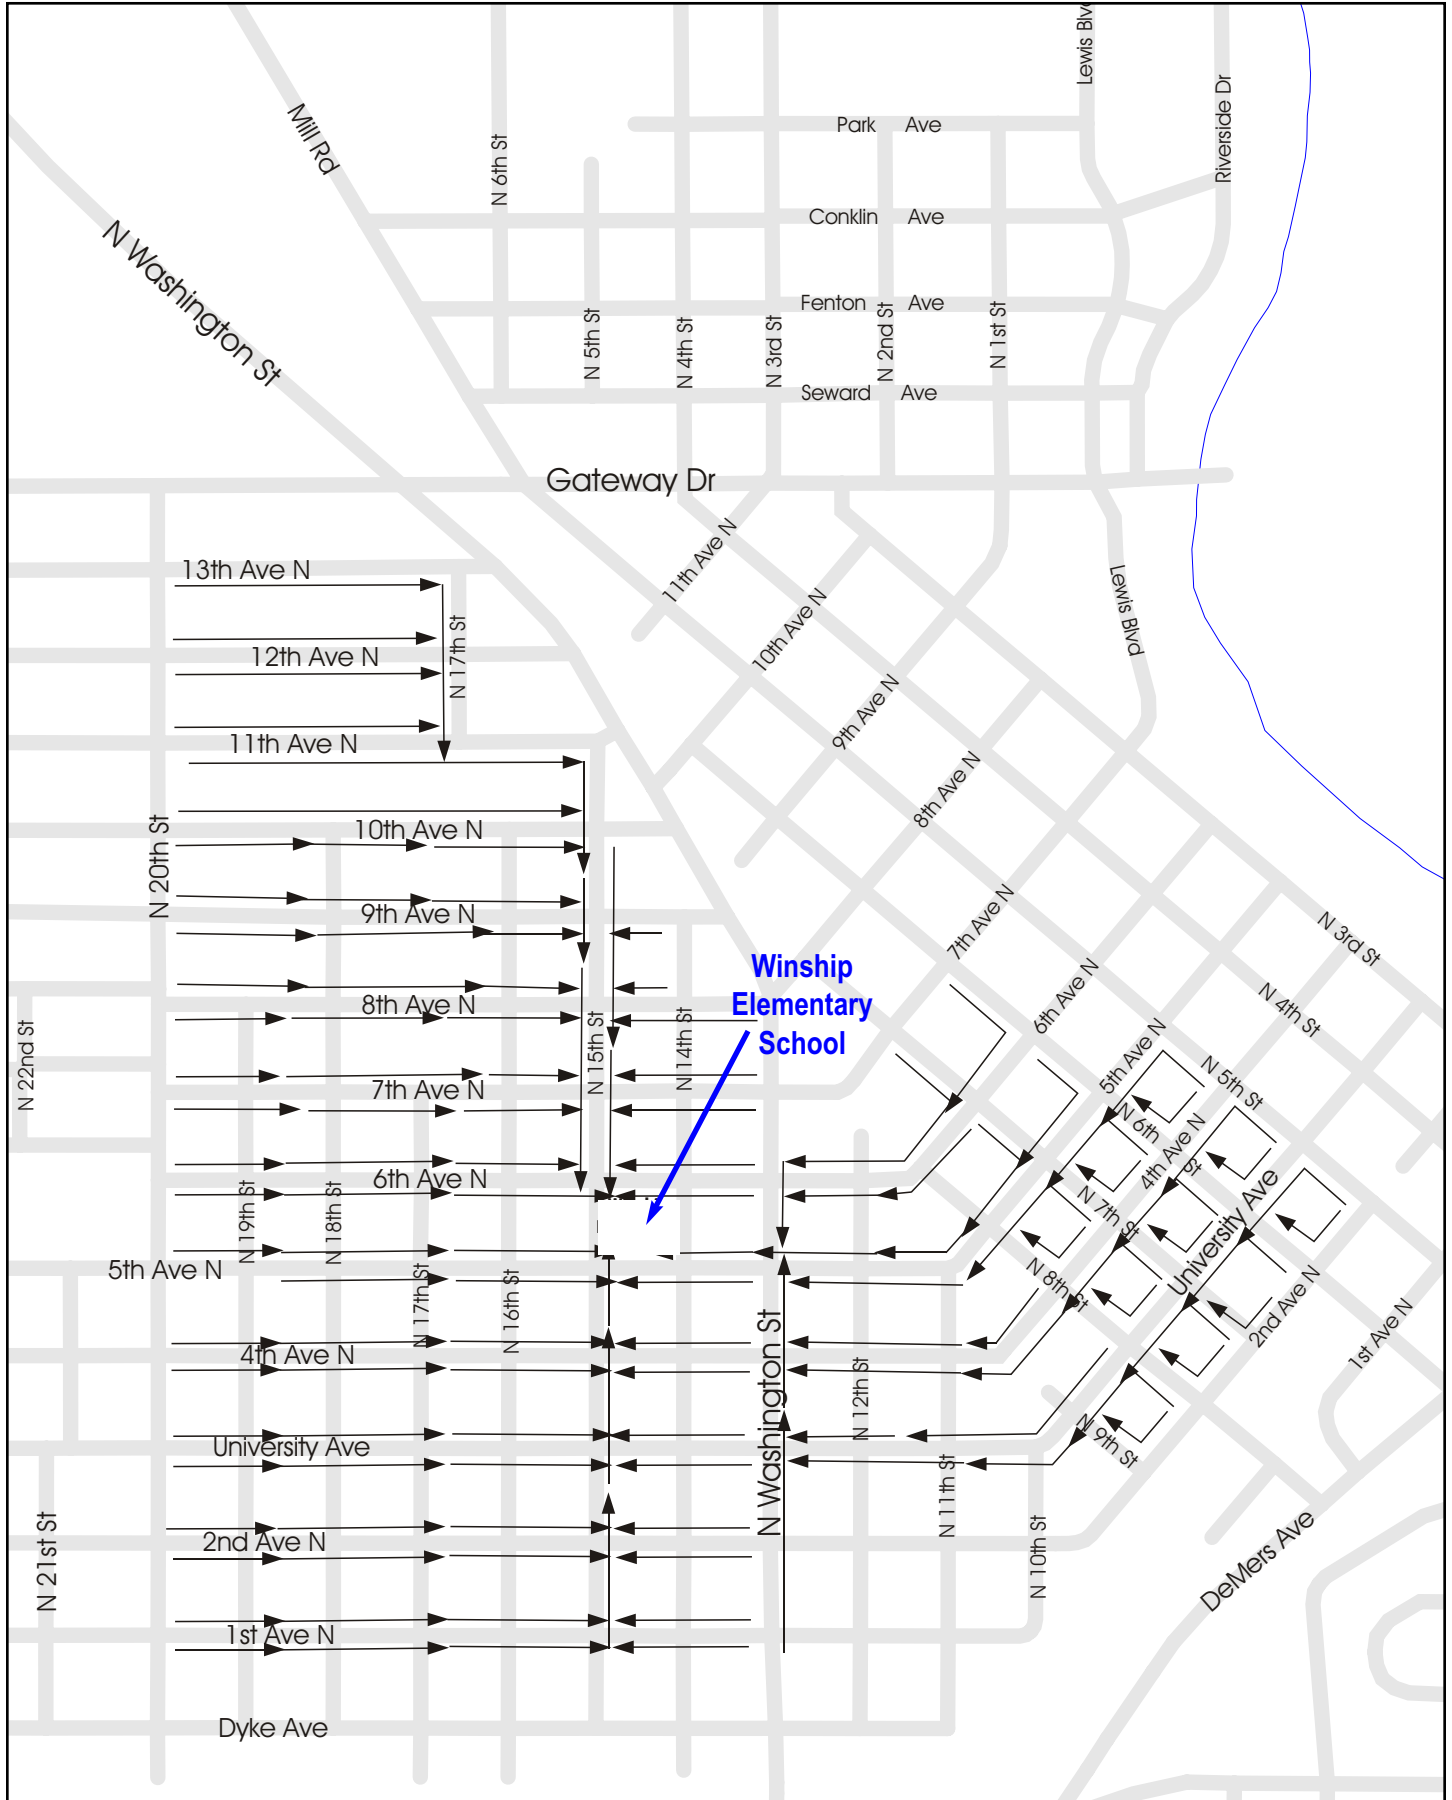 Lewis Blvd
Riverside Dr
Mill Rd
N 6th St
Park Ave
Conklin Ave
N Washington St
Fenton Ave
N 5th St
N 4th St
N 3rd St
N 2nd St
N 1st St
Seward Ave
Gateway Dr
11th Ave N
13th Ave N
10th Ave N
Lewis Blvd
12th Ave N
N 17th St
9th Ave N
11th Ave N
8th Ave N
N 20th St
10th Ave N
9th Ave N
7th Ave N
N 3rd St
Winship
Elementary
School
8th Ave N
6th Ave N
N 4th St
N 22nd St
N 15th St
N 14th St
7th Ave N
5th Ave N
N 5th St
N 6th St
4th Ave N
6th Ave N
N 19th St
N 18th St
N 7th St
University Ave
5th Ave N
N 17th St
N 16th St
N 8th St
2nd Ave N
1st Ave N
4th Ave N
N Washington St
N 12th St
University Ave
N 9th St
N 11th St
N 21st St
2nd Ave N
N 10th St
DeMers Ave
1st Ave N
Dyke Ave